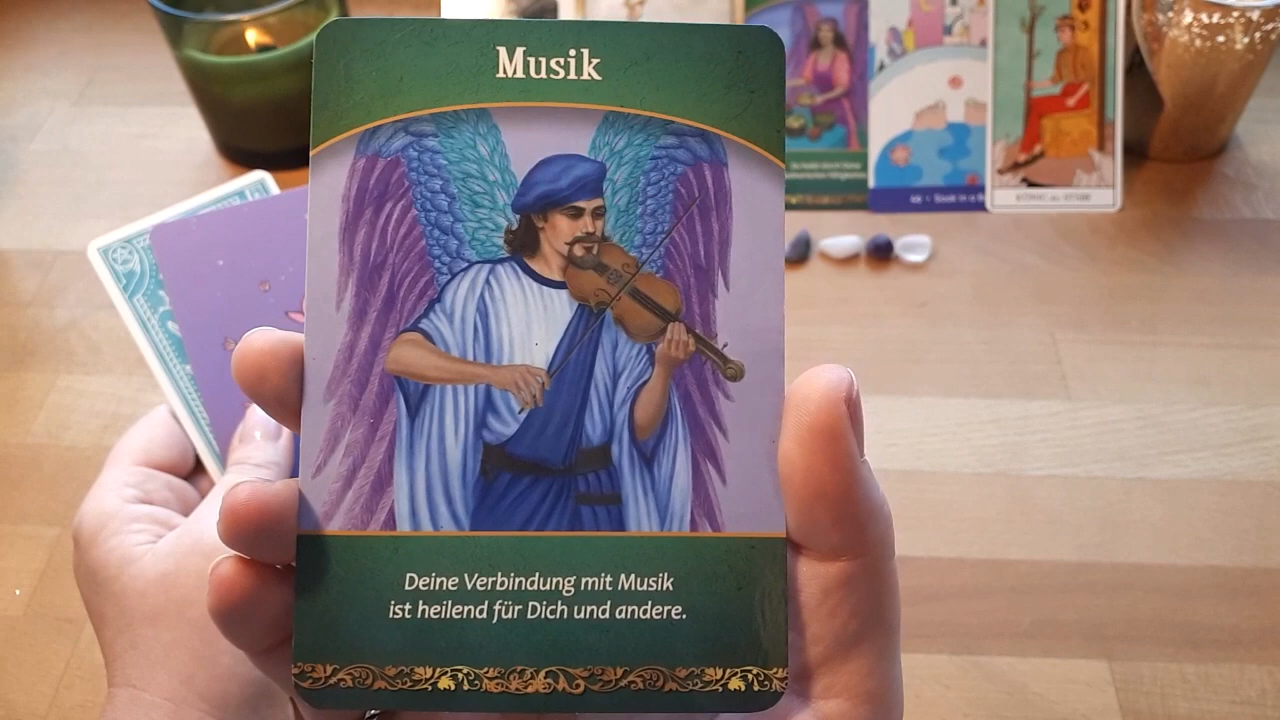 Musik
Deine Verbindung mit Musik
ist heilend für Dich und andere.